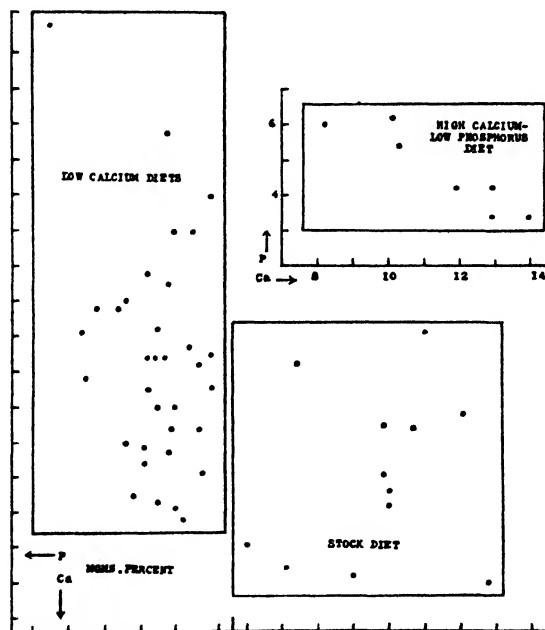 LOW CALCIUM DIETS
HIGH CALCIUM-
LOW PHOSPHORUS
DIET
6
4
P
Ca
8
10
12
14
STOCK DIET
P
Ca
MGMS. PERCENT